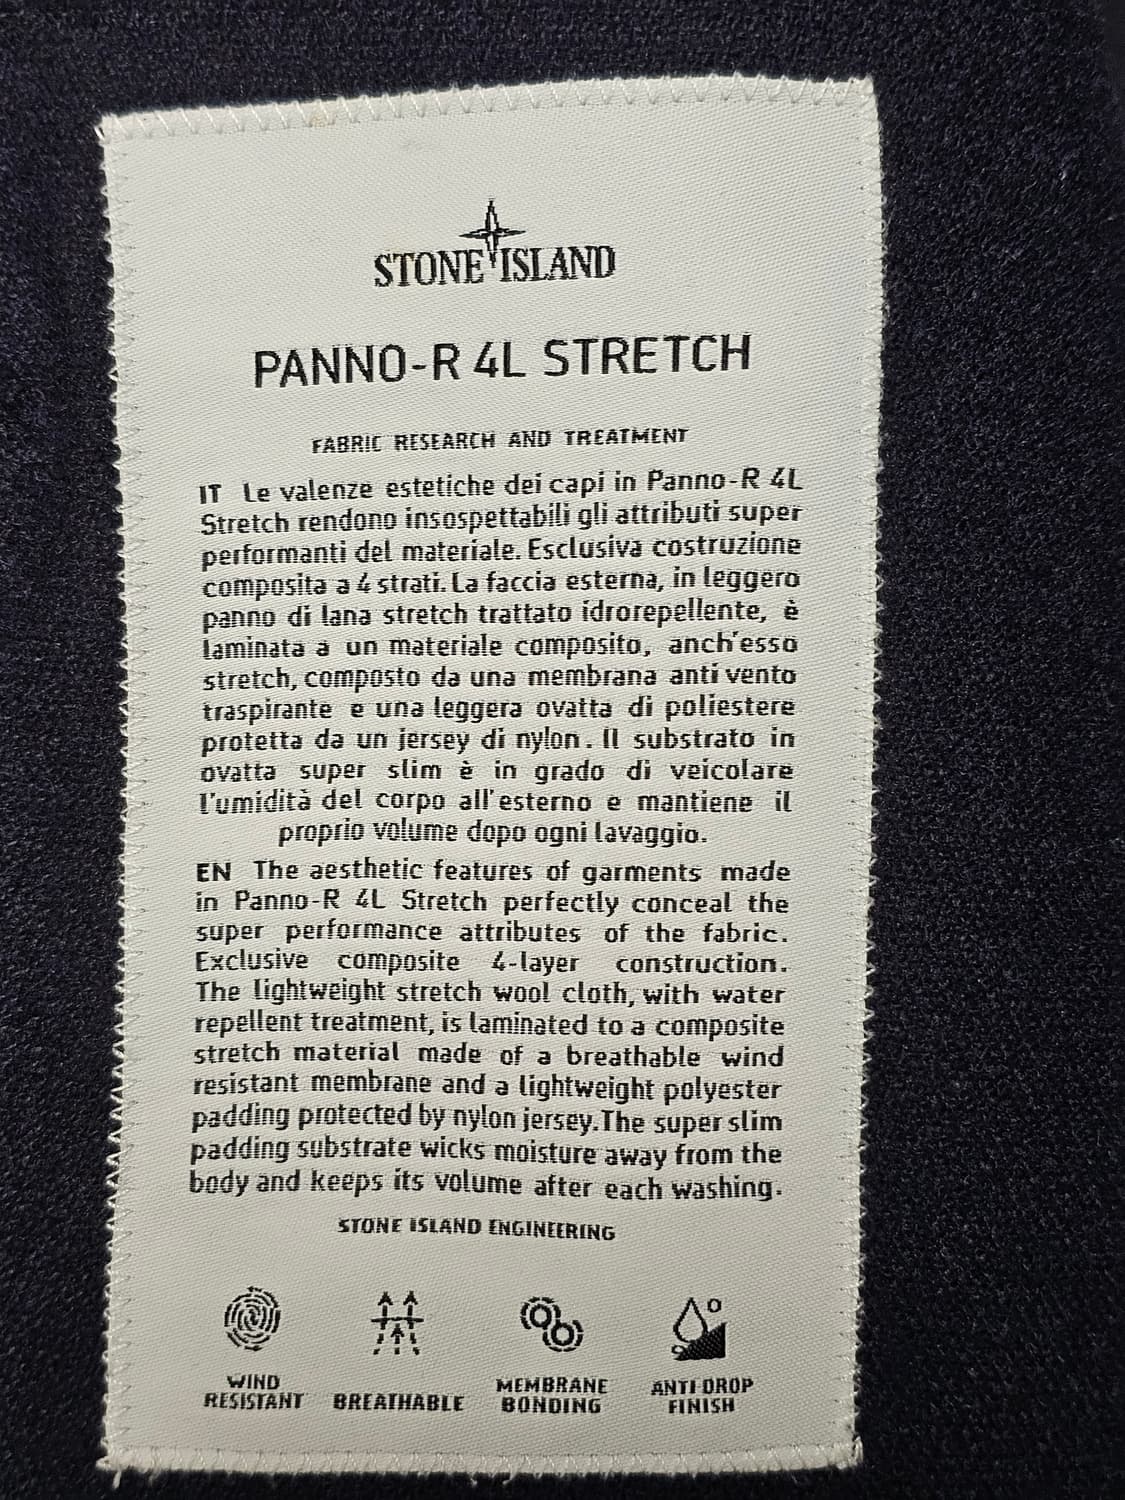 STONE ISLAND
PANNO-R 4L STRETCH
FABRIC RESEARCH AND TREATMENT
IT Le valenze estetiche dei capi in Panno-R 4L
Stretch rendono insospettabili gli attributi super
performanti del materiale. Esclusiva costruzione
composita a 4 strati. La faccia esterna, in leggero
panno di lana stretch trattato idrorepellente, è
laminata a un materiale composito, anch'esso
stretch, composto da una membrana anti vento
traspirante e una leggera ovatta di poliestere
protetta da un jersey di nylon. Il substrato in
ovatta super slim è in grado di veicolare
l'umidità del corpo all'esterno e mantiene il
proprio volume dopo ogni lavaggio.
EN The aesthetic features of garments made
in Panno-R 4L Stretch perfectly conceal the
super performance attributes of the fabric.
Exclusive composite 4-layer construction.
The lightweight stretch wool cloth, with water
repellent treatment, is laminated to a composite
stretch material made of a breathable wind
resistant membrane and a lightweight polyester
padding protected by nylon jersey.The super slim
padding substrate wicks moisture away from the
body and keeps its volume after each washing.
STONE ISLAND ENGINEERING
WIND
RESISTANT
BREATHABLE
MEMBRANE
BONDING
ANTI DROP
FINISH